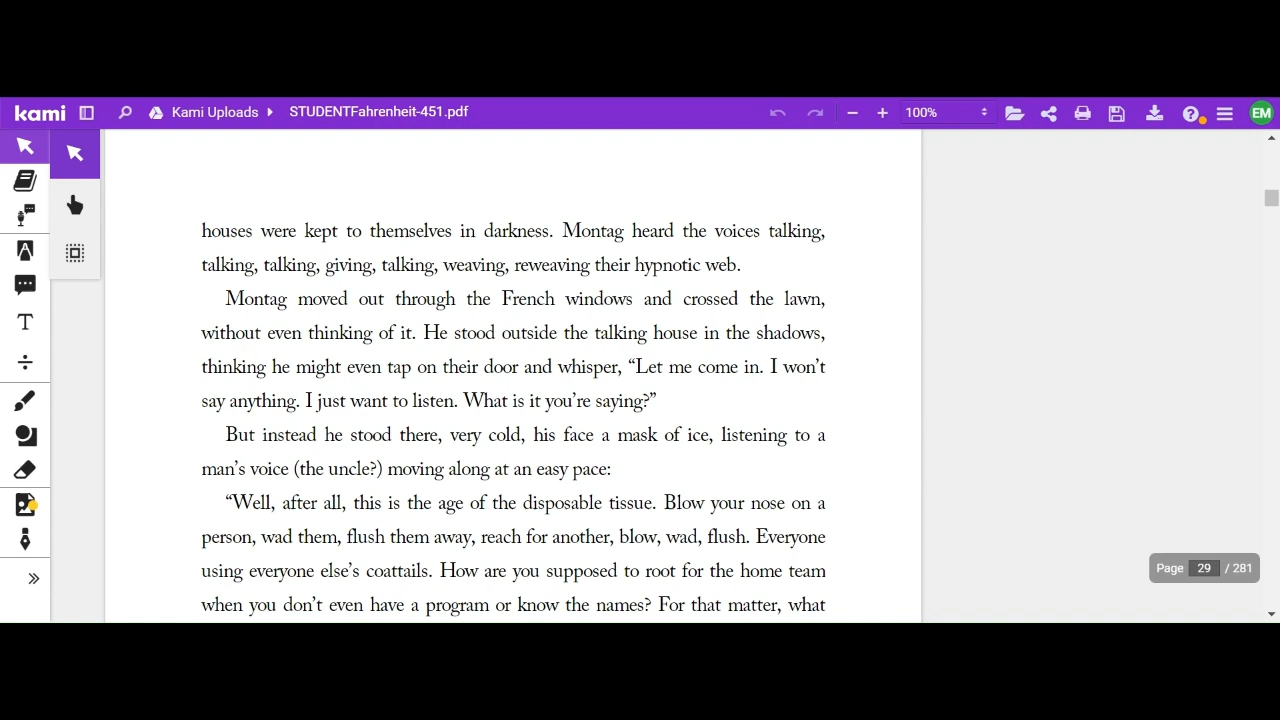 kami
Kami Uploads
STUDENTFahrenheit-451.pdf
100%
EM
houses were kept to themselves in darkness. Montag heard the voices talking,
talking, talking, giving, talking, weaving, reweaving their hypnotic web.
Montag moved out through the French windows and crossed the lawn,
without even thinking of it. He stood outside the talking house in the shadows,
thinking he might even tap on their door and whisper, “Let me come in. I won’t
say anything. I just want to listen. What is it you’re saying?”
But instead he stood there, very cold, his face a mask of ice, listening to a
man’s voice (the uncle?) moving along at an easy pace:
“Well, after all, this is the age of the disposable tissue. Blow your nose on a
person, wad them, flush them away, reach for another, blow, wad, flush. Everyone
using everyone else’s coattails. How are you supposed to root for the home team
when you don’t even have a program or know the names? For that matter, what
Page 29 / 281